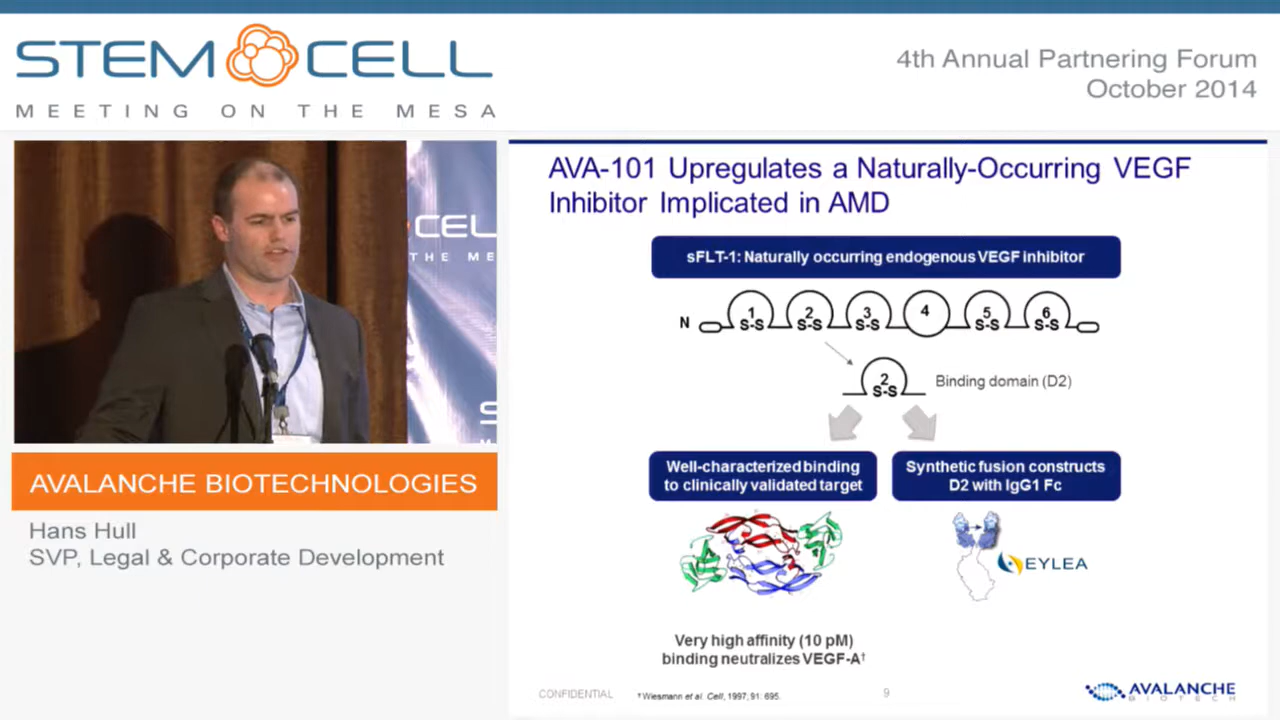 STEM CELL
MEETING ON THE MESA
4th Annual Partnering Forum
October 2014
CEL
THE ME
S
AVALANCHE BIOTECHNOLOGIES
Hans Hull
SVP, Legal & Corporate Development
AVA-101 Upregulates a Naturally-Occurring VEGF
Inhibitor Implicated in AMD
sFLT-1: Naturally occurring endogenous VEGF inhibitor
N 1 2 3 4 5 6
S-S S-S S-S S-S S-S
2
S-S
Binding domain (D2)
Well-characterized binding
to clinically validated target
Synthetic fusion constructs
D2 with IgG1 Fc
EYLEA
Very high affinity (10 pM)
binding neutralizes VEGF-A†
CONFIDENTIAL
† Wiesmann et al. Cell, 1997; 91: 695.
9
AVALANCHE
BIOTECH